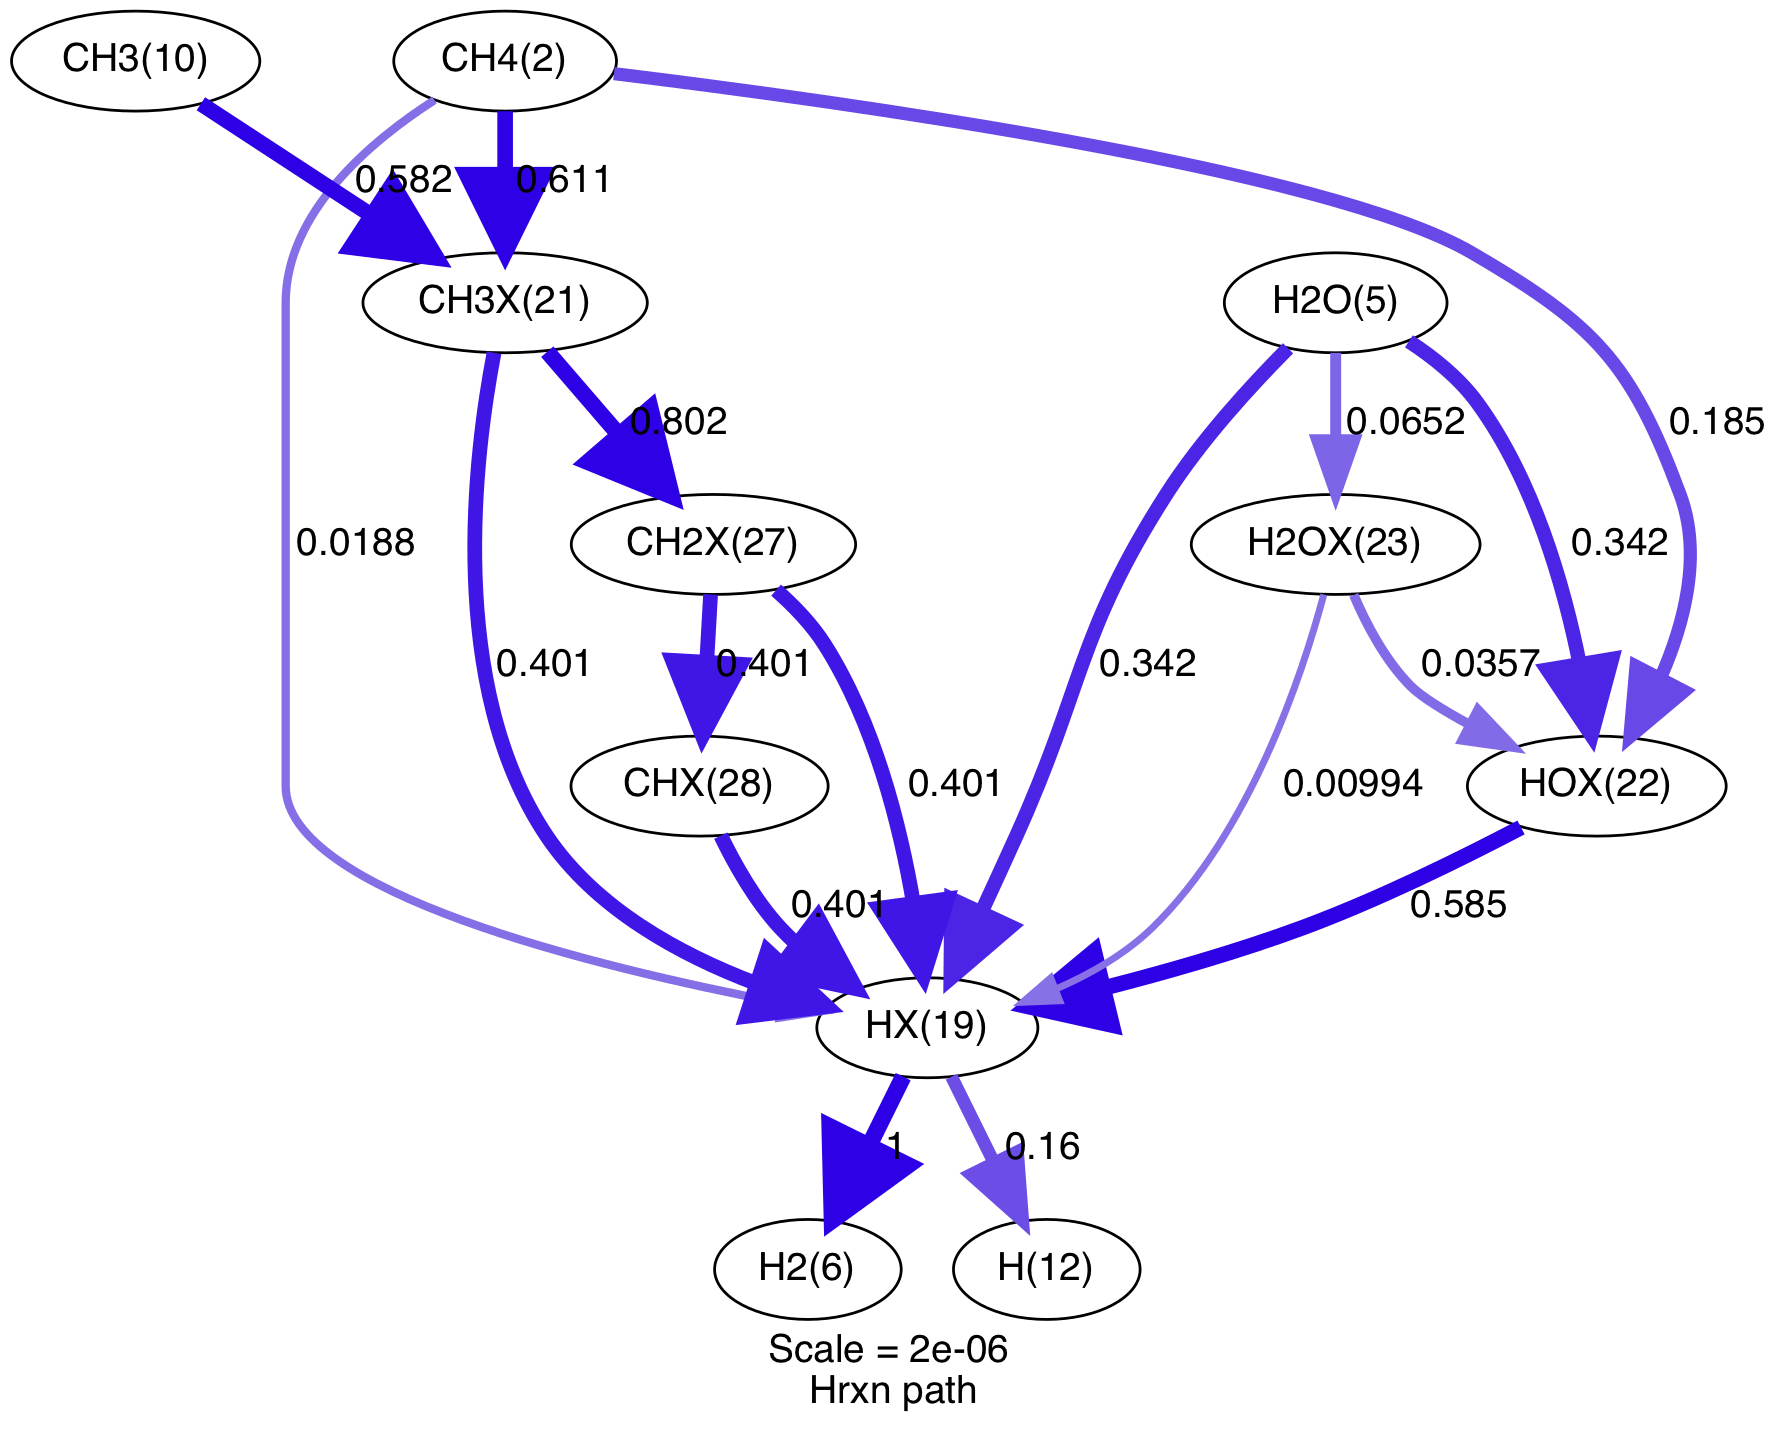 CH3(10)
CH4(2)
0.582
0.611
CH3X(21)
H2O(5)
0.802
0.0652
0.185
0.0188
CH2X(27)
H2OX(23)
0.342
0.401
0.401
0.342
0.0357
CHX(28)
0.401
0.00994
HOX(22)
0.401
0.585
HX(19)
1
0.16
H2(6)
H(12)
Scale = 2e-06
Hrxn path